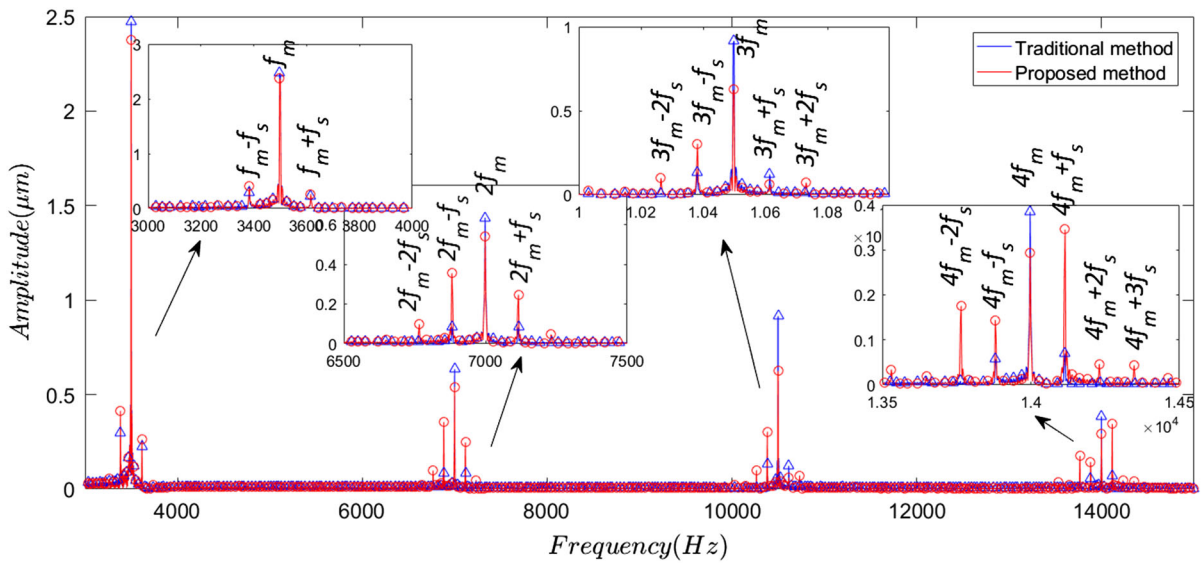 2.5
2
1.5
1
0.5
0
Amplitude(μm)
4000 6000 8000 10000 12000 14000
Frequency(Hz)
Traditional method
Proposed method
3
2
1
0
3000 3200 3400 3600 3800 4000
f_m-f_s
f_m
f_m+f_s
0.6
0.4
0.2
0
6500 7000 7500
2f_m-2f_s
2f_m-f_s
2f_m
2f_m+f_s
1
0.5
0
1 1.02 1.04 1.06 1.08
×10
3f_m-2f_s
3f_m-f_s
3f_m
3f_m+f_s
3f_m+2f_s
0.4
0.3
0.2
0.1
0
1.35 1.4 1.45
×10⁴
4f_m-2f_s
4f_m-f_s
4f_m
4f_m+f_s
4f_m+2f_s
4f_m+3f_s